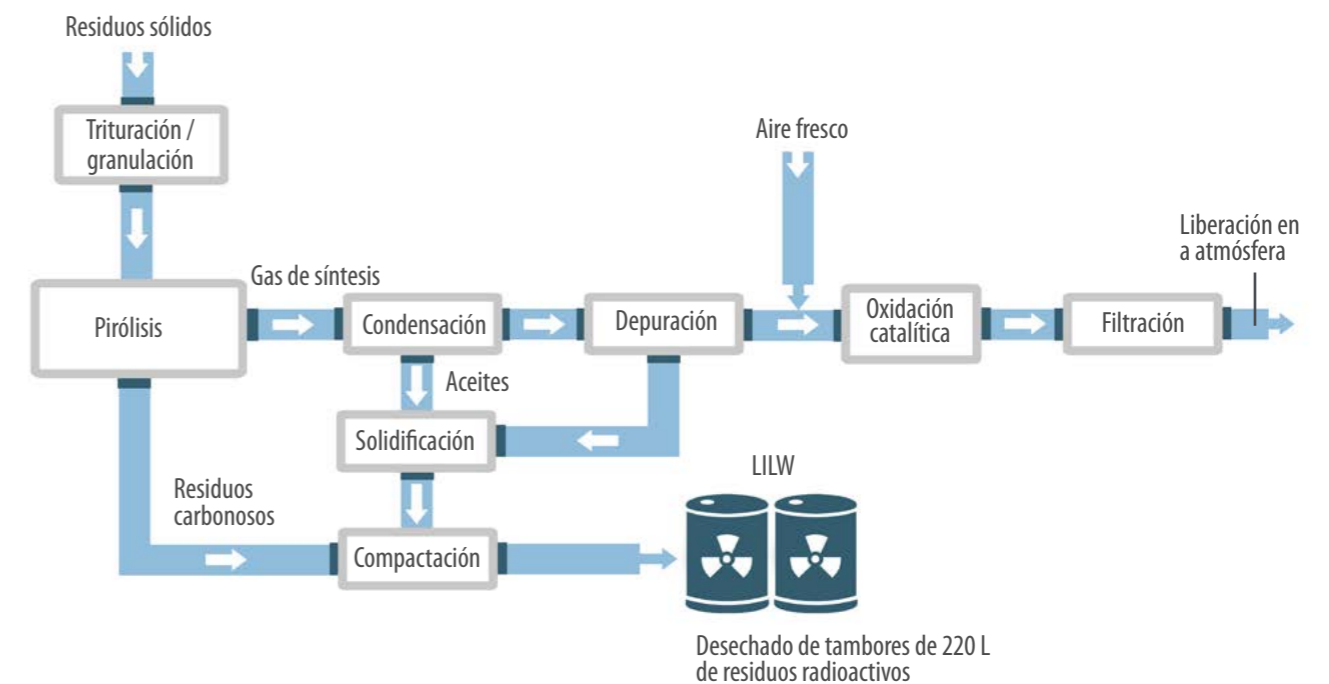 Residuos sólidos
Trituración /
granulación
Aire fresco
Liberación en
a atmósfera
Gas de síntesis
Pirólisis
Condensación
Depuración
Oxidación
catalítica
Filtración
Aceites
Solidificación
LILW
Residuos
carbonosos
Compactación
Desechado de tambores de 220 L
de residuos radioactivos